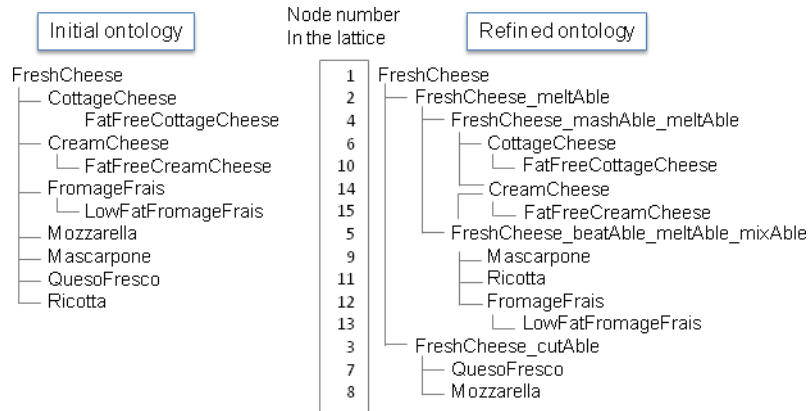 Initial ontology
Node number
In the lattice
Refined ontology
FreshCheese
CottageCheese
FatFreeCottageCheese
CreamCheese
FatFreeCreamCheese
FromageFrais
LowFatFromageFrais
Mozzarella
Mascarpone
QuesoFresco
Ricotta
1 FreshCheese
2 FreshCheese_meltAble
4 FreshCheese_mashAble_meltAble
6 CottageCheese
10 FatFreeCottageCheese
14 CreamCheese
15 FatFreeCreamCheese
5 FreshCheese_beatAble_meltAble_mixAble
9 Mascarpone
11 Ricotta
12 FromageFrais
13 LowFatFromageFrais
3 FreshCheese_cutAble
7 QuesoFresco
8 Mozzarella